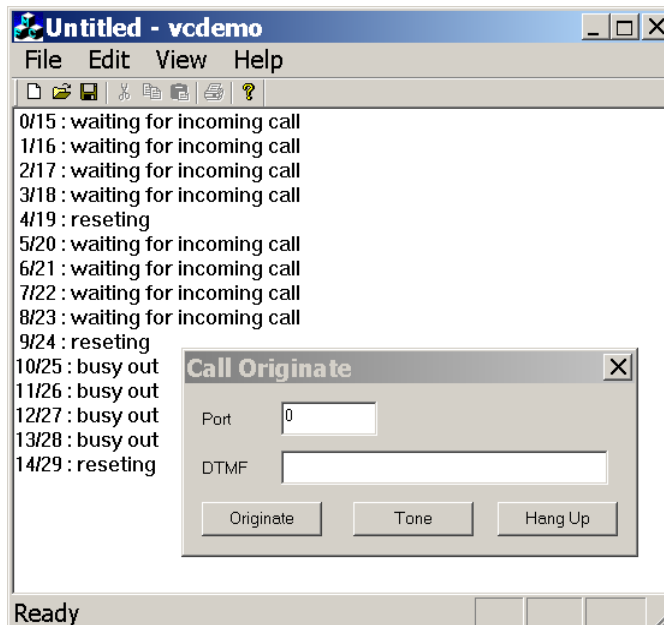 Untitled - vcdemo
File Edit View Help
0/15 : waiting for incoming call
1/16 : waiting for incoming call
2/17 : waiting for incoming call
3/18 : waiting for incoming call
4/19 : reseting
5/20 : waiting for incoming call
6/21 : waiting for incoming call
7/22 : waiting for incoming call
8/23 : waiting for incoming call
9/24 : reseting
10/25 : busy out
11/26 : busy out
12/27 : busy out
13/28 : busy out
14/29 : reseting
Call Originate
Port 0
DTMF
Originate Tone Hang Up
Ready